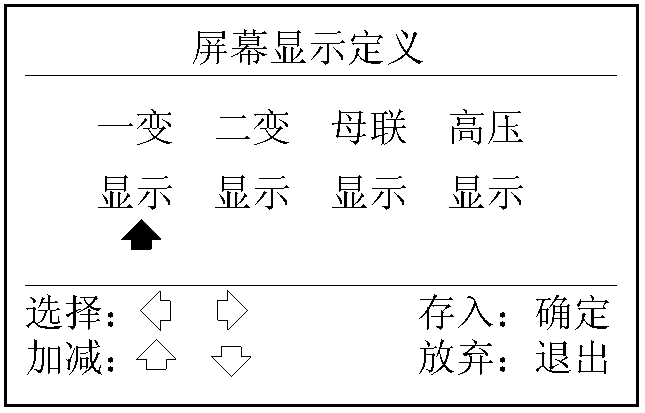 屏幕显示定义
一变 二变 母联 高压
显示 显示 显示 显示
选择： 存入：确定
加减： 放弃：退出